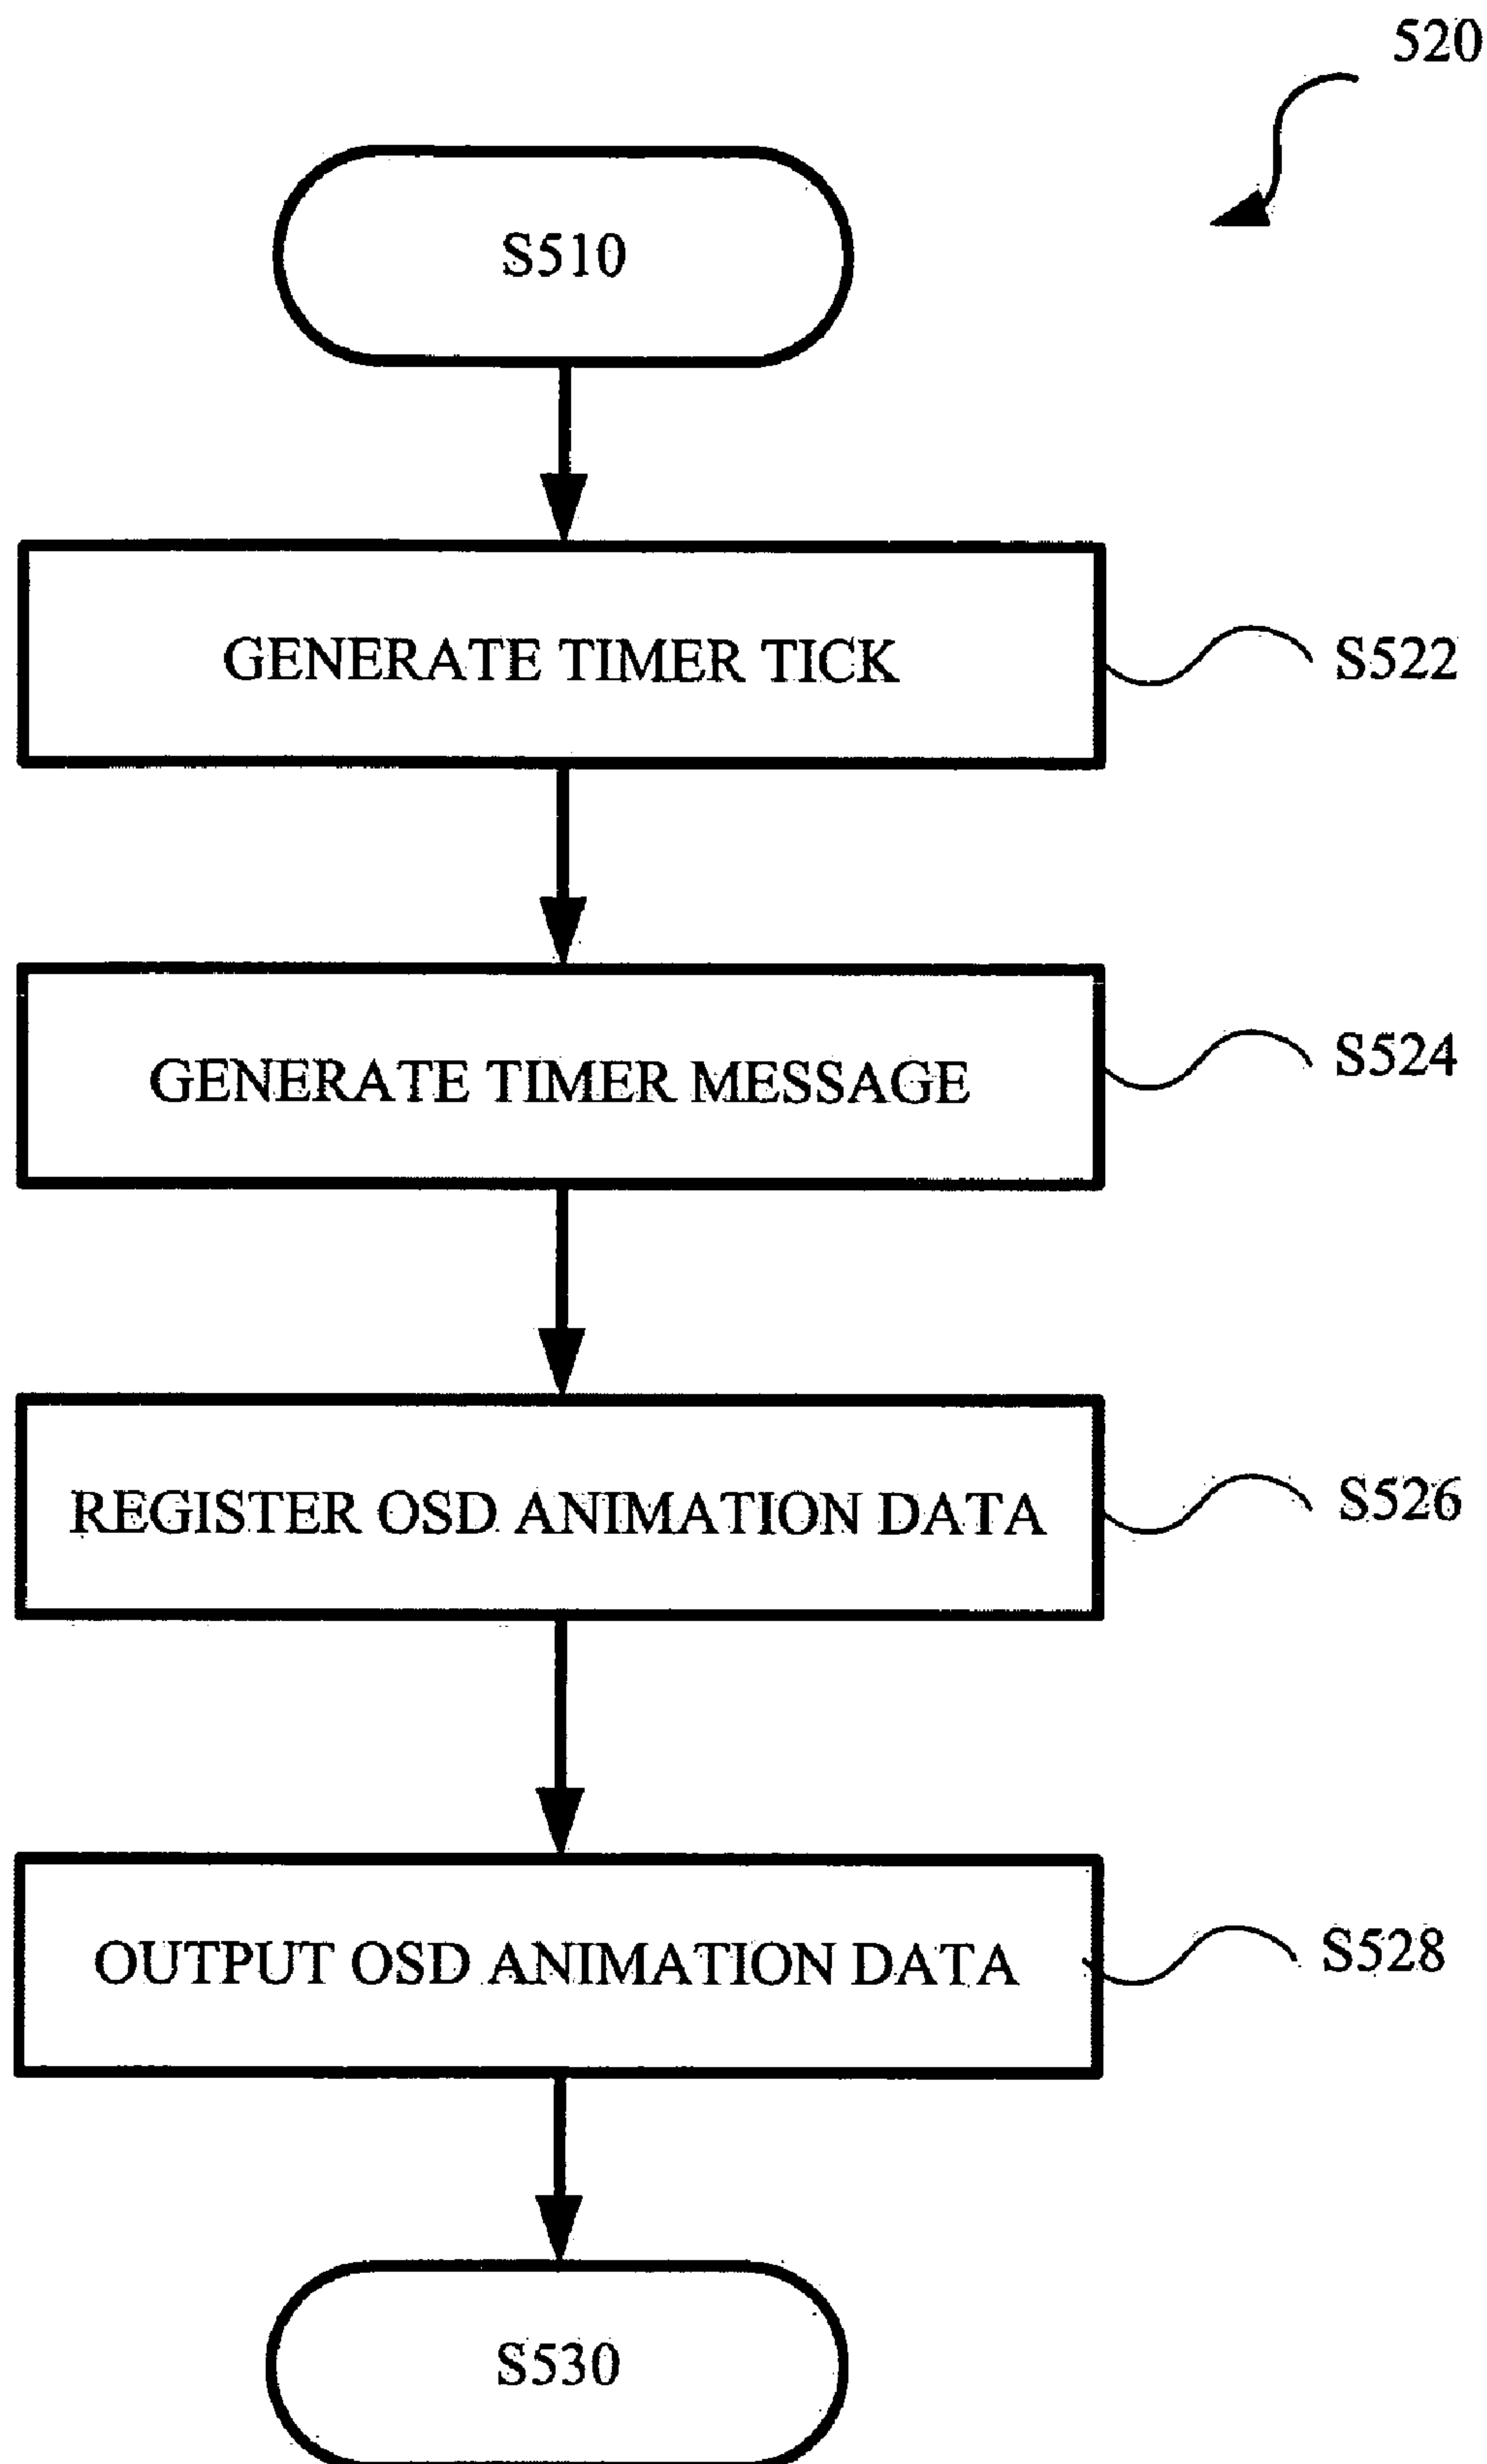 520
S510
GENERATE TIMER TICK
S522
GENERATE TIMER MESSAGE
S524
REGISTER OSD ANIMATION DATA
S526
OUTPUT OSD ANIMATION DATA
S528
S530